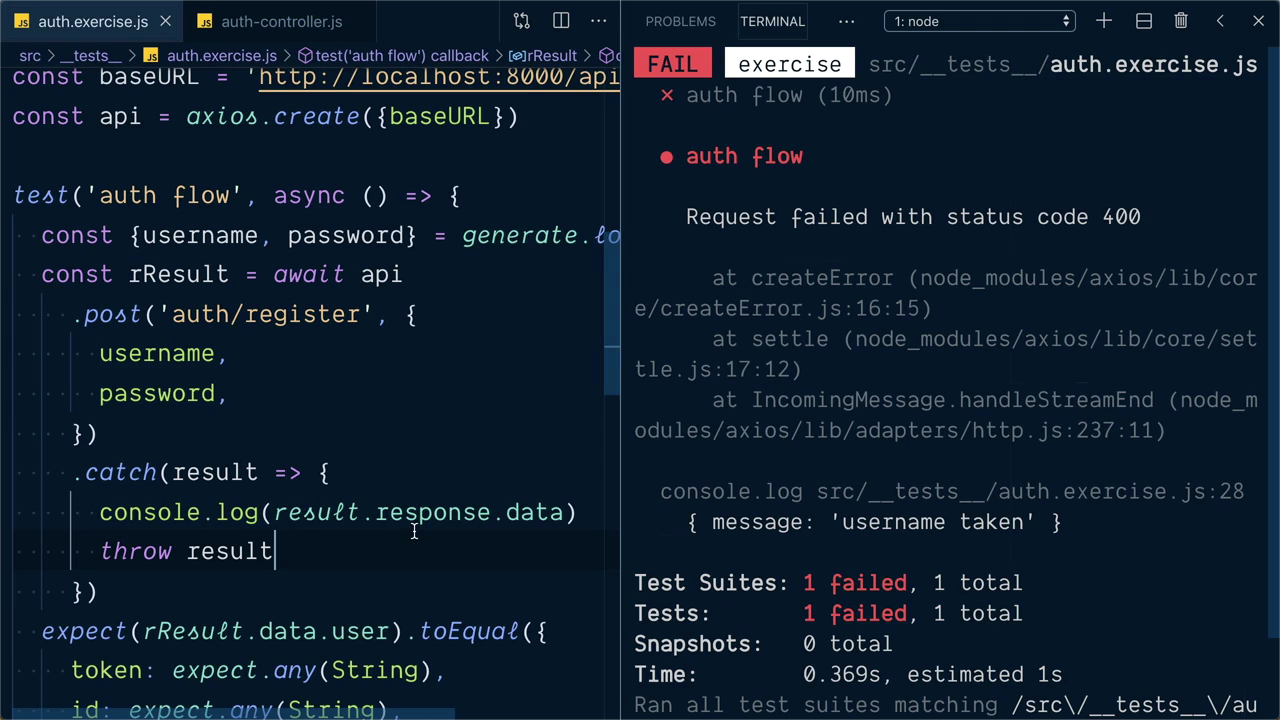 auth.exercise.js
auth-controller.js
src > __tests__ > auth.exercise.js > test('auth flow') callback > rResult
const baseURL = 'http://localhost:8000/api
const api = axios.create({baseURL})
test('auth flow', async () => {
const {username, password} = generate.lo
const rResult = await api
.post('auth/register', {
username,
password,
})
.catch(result => {
console.log(result.response.data)
throw result
})
expect(rResult.data.user).toEqual({
token: expect.any(String),
id: expect.any(String),
PROBLEMS
TERMINAL
1: node
FAIL exercise src/__tests__/auth.exercise.js
✕ auth flow (10ms)
● auth flow
Request failed with status code 400
at createError (node_modules/axios/lib/cor
e/createError.js:16:15)
at settle (node_modules/axios/lib/core/set
tle.js:17:12)
at IncomingMessage.handleStreamEnd (node_m
odules/axios/lib/adapters/http.js:237:11)
console.log src/__tests__/auth.exercise.js:28
{ message: 'username taken' }
Test Suites: 1 failed, 1 total
Tests: 1 failed, 1 total
Snapshots: 0 total
Time: 0.369s, estimated 1s
Ran all test suites matching /src\/__tests__\/au